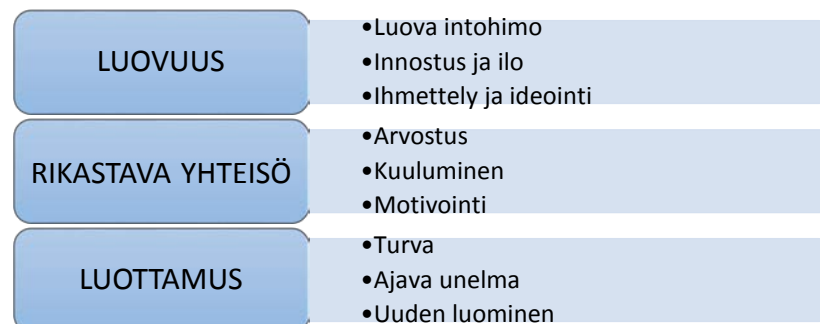 LUOVUUS
•Luova intohimo
•Innostus ja ilo
•Ihmettely ja ideointi
RIKASTAVA YHTEISÖ
•Arvostus
•Kuuluminen
•Motivointi
LUOTTAMUS
•Turva
•Ajava unelma
•Uuden luominen